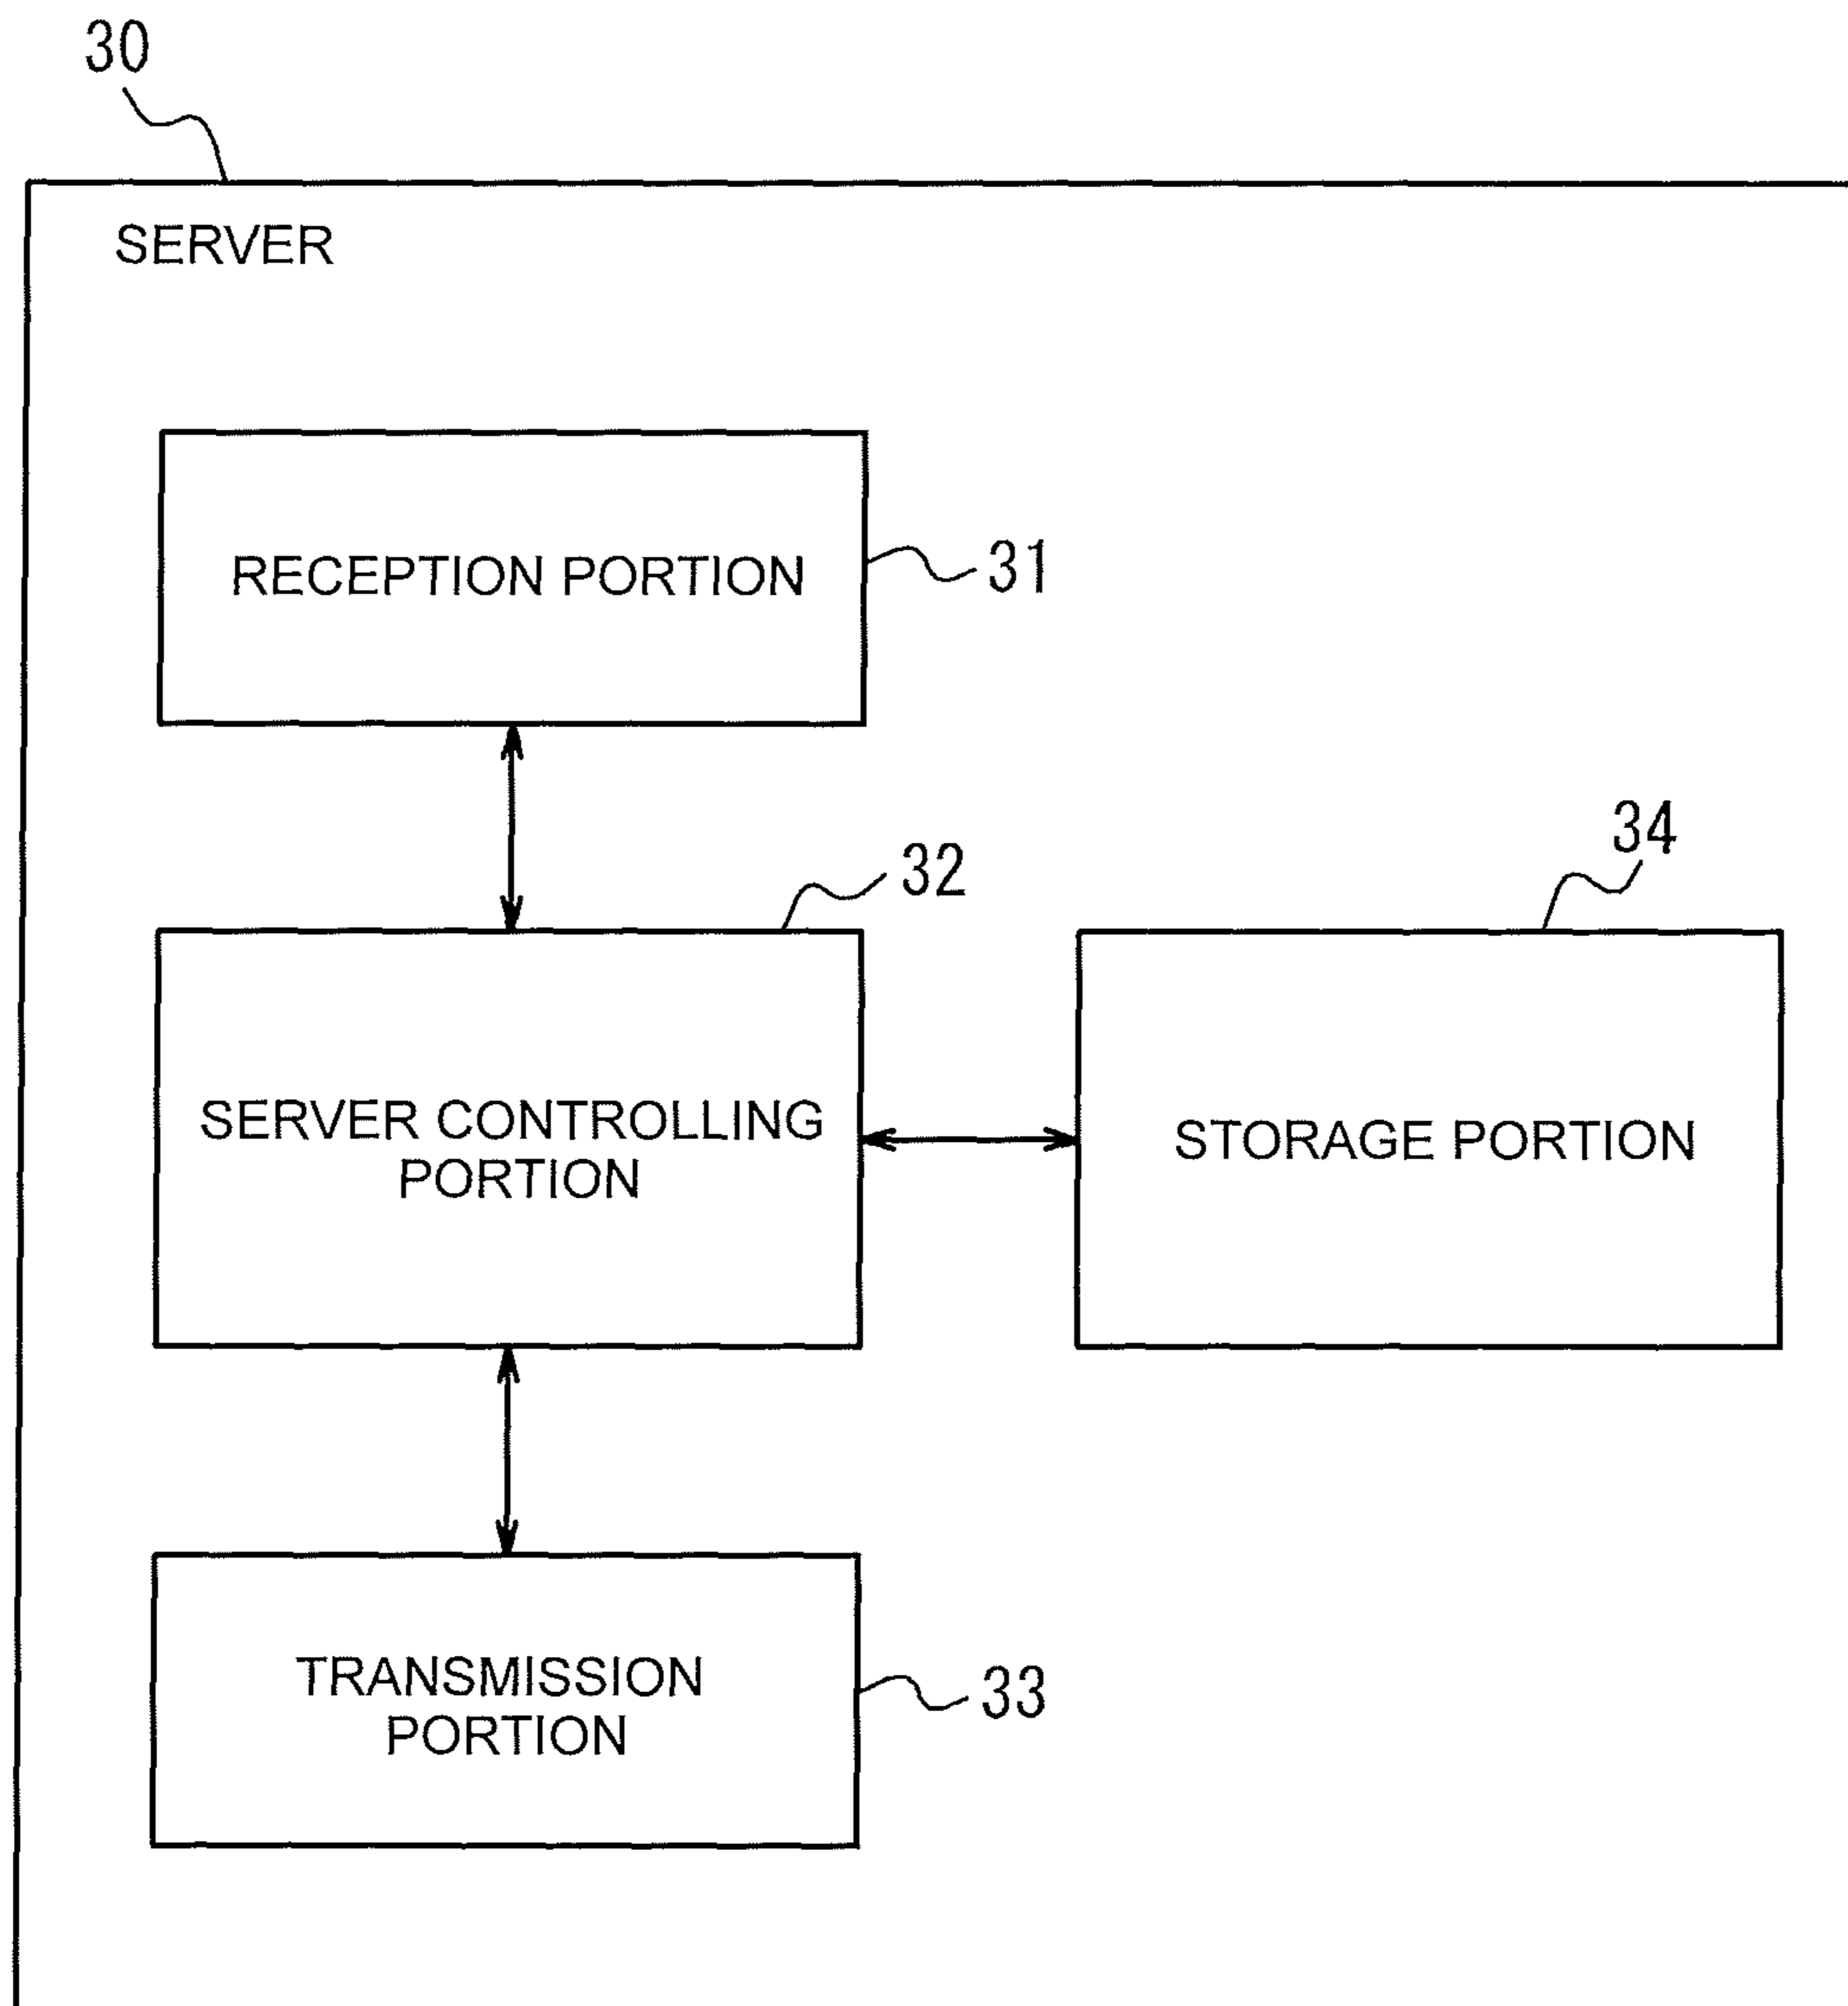 30
SERVER
RECEPTION PORTION
31
32
34
SERVER CONTROLLING
PORTION
STORAGE PORTION
TRANSMISSION
PORTION
33